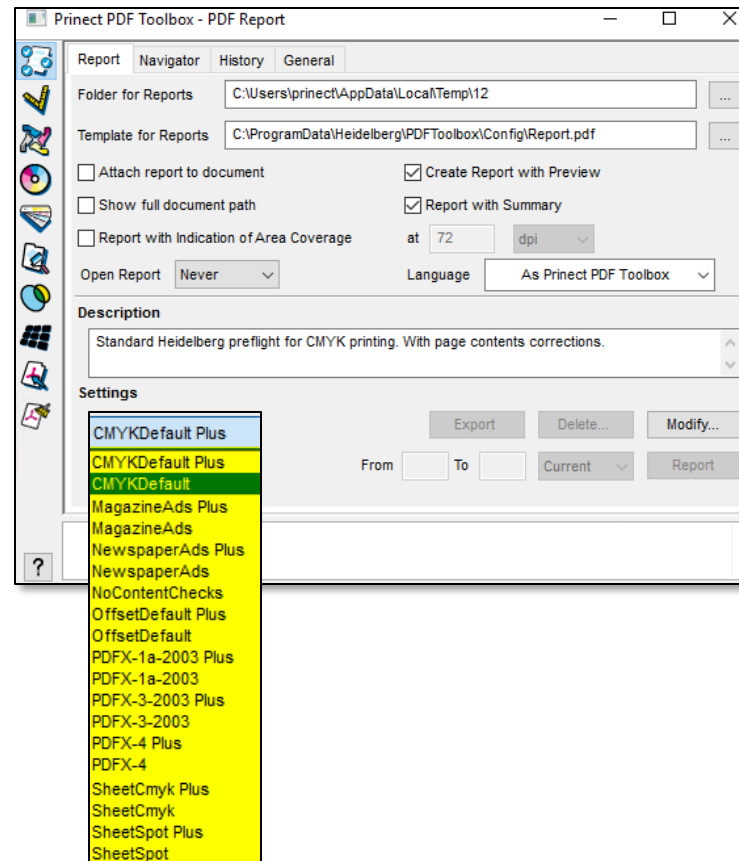 Prinect PDF Toolbox - PDF Report
Report Navigator History General
Folder for Reports C:\Users\prinect\AppData\Local\Temp\12 ...
Template for Reports C:\ProgramData\Heidelberg\PDFToolbox\Config\Report.pdf ...
Attach report to document Create Report with Preview
Show full document path Report with Summary
Report with Indication of Area Coverage at 72 dpi
Open Report Never Language As Prinect PDF Toolbox
Description
Standard Heidelberg preflight for CMYK printing. With page contents corrections.
Settings
CMYKDefault Plus Export Delete... Modify...
From To Current Report
CMYKDefault Plus
CMYKDefault
MagazineAds Plus
MagazineAds
NewspaperAds Plus
NewspaperAds
NoContentChecks
OffsetDefault Plus
OffsetDefault
PDFX-1a-2003 Plus
PDFX-1a-2003
PDFX-3-2003 Plus
PDFX-3-2003
PDFX-4 Plus
PDFX-4
SheetCmyk Plus
SheetCmyk
SheetSpot Plus
SheetSpot
?